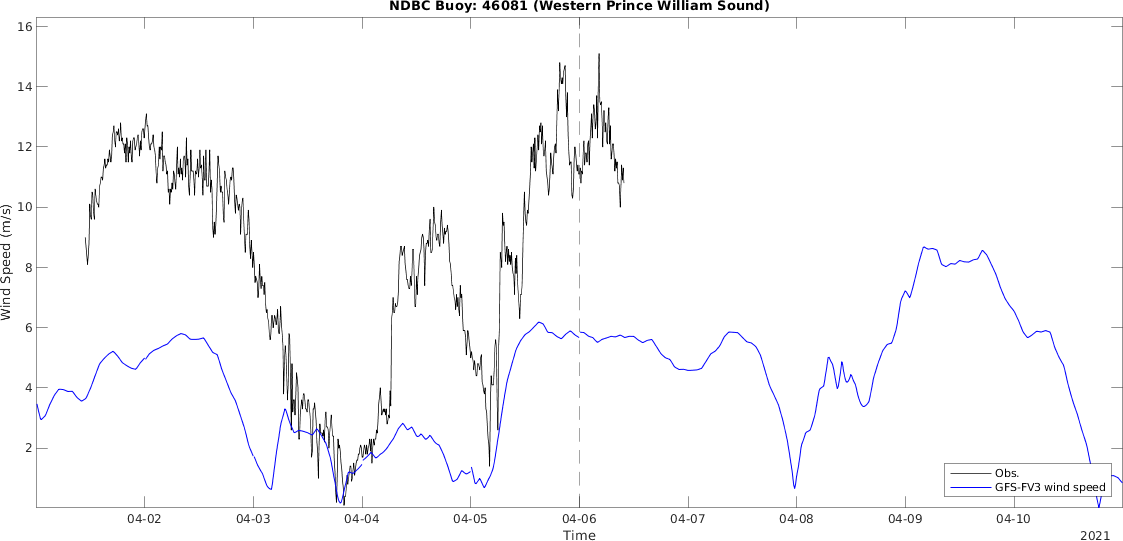 NDBC Buoy: 46081 (Western Prince William Sound)
16
14
12
10
8
6
4
2
Wind Speed (m/s)
Obs.
GFS-FV3 wind speed
04-02 04-03 04-04 04-05 04-06 04-07 04-08 04-09 04-10
Time
2021